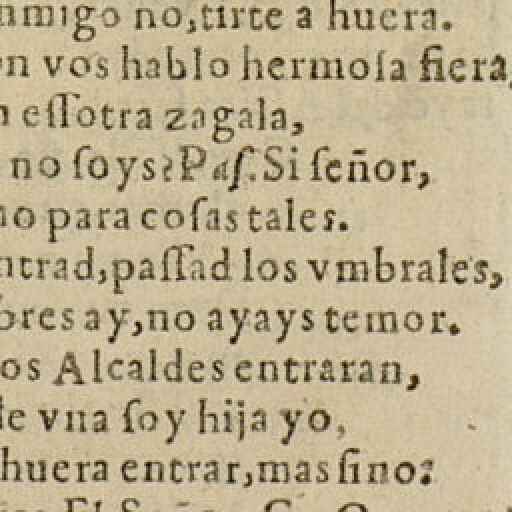 nmigo no,tirte a huera.
on vos hablo hermoſa fiera,
eſſotra zagala,
no ſoys? Paſ. Si ſeñor,
no para coſas tales.
ntrad,paſſad los vmbrales,
bres ay,no ayays temor.
os Alcaldes entraran,
de vna ſoy hija yo,
huera entrar,mas ſino: